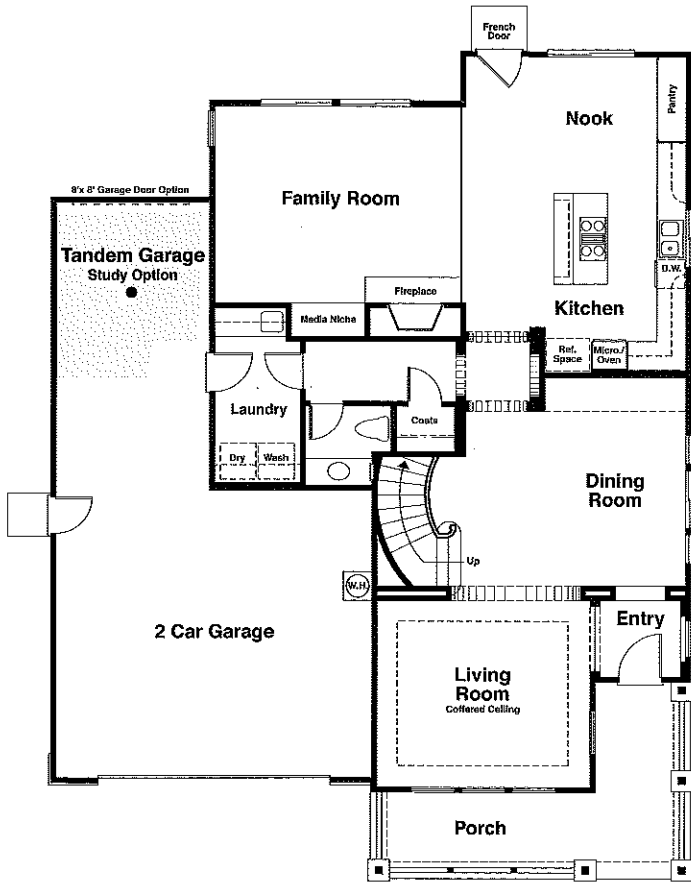 French
Door
Nook
Pantry
Family Room
8'x 8' Garage Door Option
Tandem Garage
Study Option
D.W.
Fireplace
Kitchen
Media Niche
Ref.
Space
Micro./
Oven
Laundry
Coats
Dry
Wash
Dining
Room
Up
W.H.
2 Car Garage
Entry
Living
Room
Coffered Ceiling
Porch